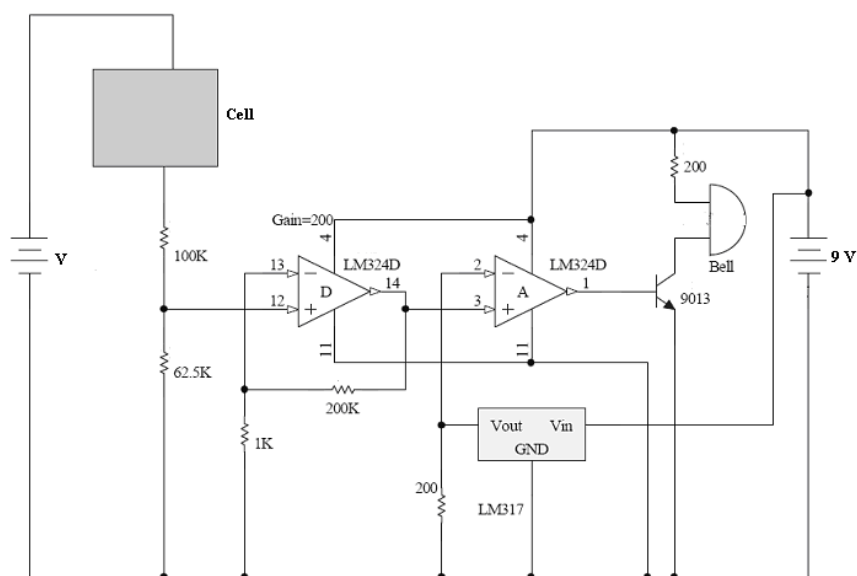 Cell
200
Gain=200
4
4
V
100K
13
LM324D
2
LM324D
Bell
9 V
D
14
A
1
9013
12
3
11
11
62.5K
200K
1K
Vout Vin
GND
200
LM317